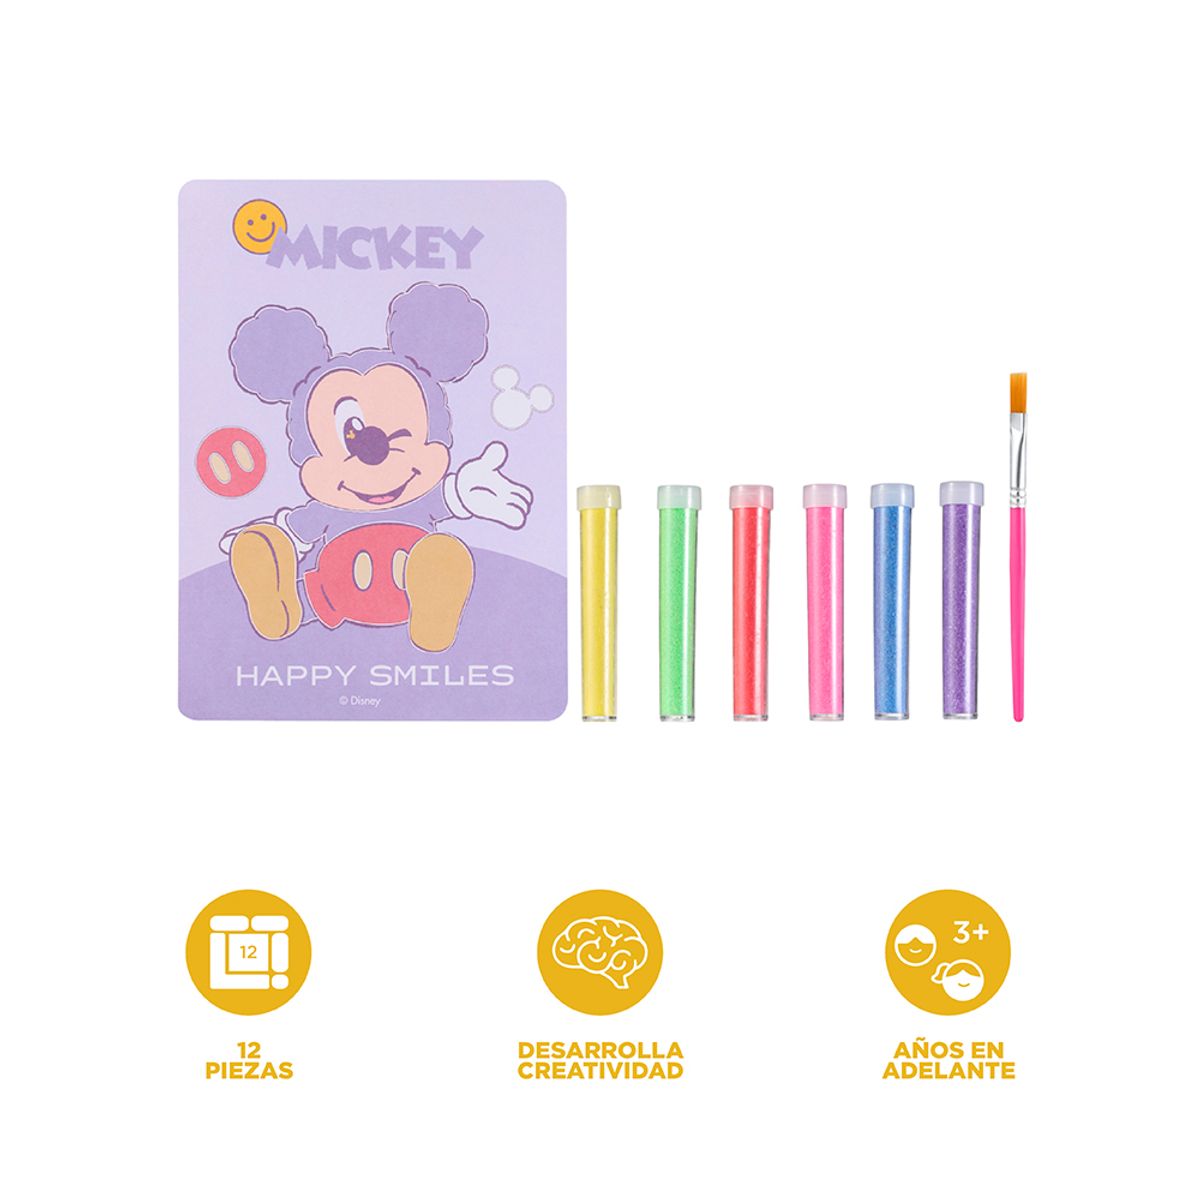 MICKEY
HAPPY SMILES
© Disney
12
3+
12
PIEZAS
DESARROLLA
CREATIVIDAD
AÑOS EN
ADELANTE